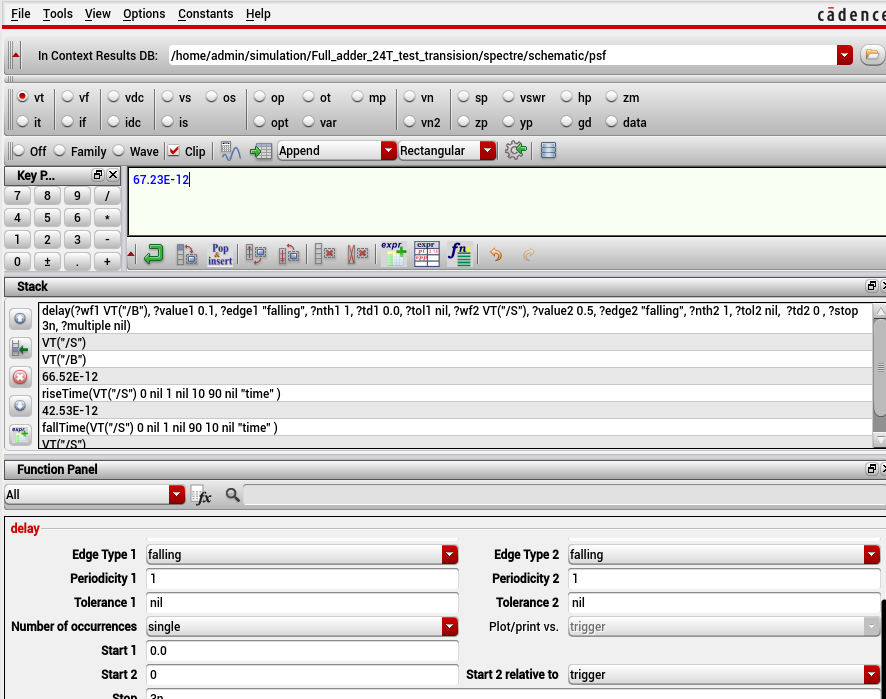 File Tools View Options Constants Help
cādence
In Context Results DB: /home/admin/simulation/Full_adder_24T_test_transision/spectre/schematic/psf
vt vf vdc vs os op ot mp vn sp vswr hp zm
it if idc is opt var vn2 zp yp gd data
Off Family Wave Clip Append Rectangular
Key P...
7 8 9 /
4 5 6 *
1 2 3 -
0 ± . +
67.23E-12
Pop & insert expr expr fn
Stack
delay(?wf1 VT("/B"), ?value1 0.1, ?edge1 "falling", ?nth1 1, ?td1 0.0, ?tol1 nil, ?wf2 VT("/S"), ?value2 0.5, ?edge2 "falling", ?nth2 1, ?tol2 nil, ?td2 0 , ?stop
3n, ?multiple nil)
VT("/S")
VT("/B")
66.52E-12
riseTime(VT("/S") 0 nil 1 nil 10 90 nil "time" )
42.53E-12
fallTime(VT("/S") 0 nil 1 nil 90 10 nil "time" )
VT("/S")
expr
Function Panel
All fx
delay
Edge Type 1 falling Edge Type 2 falling
Periodicity 1 1 Periodicity 2 1
Tolerance 1 nil Tolerance 2 nil
Number of occurrences single Plot/print vs. trigger
Start 1 0.0
Start 2 0 Start 2 relative to trigger
Stop 3n